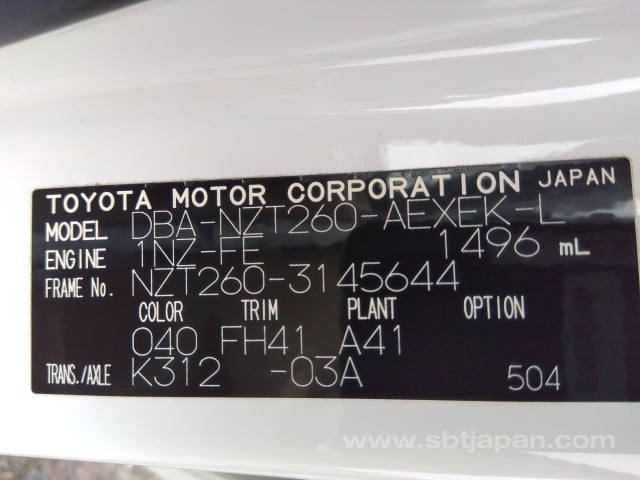 TOYOTA MOTOR CORPORATION JAPAN
MODEL DBA-NZT260-AEXEK-L
ENGINE 1NZ-FE 1496 mL
FRAME No. NZT260-3145644
COLOR TRIM PLANT OPTION
040 FH41 A41
TRANS./AXLE K312 -03A 504
www.sbtjapan.com